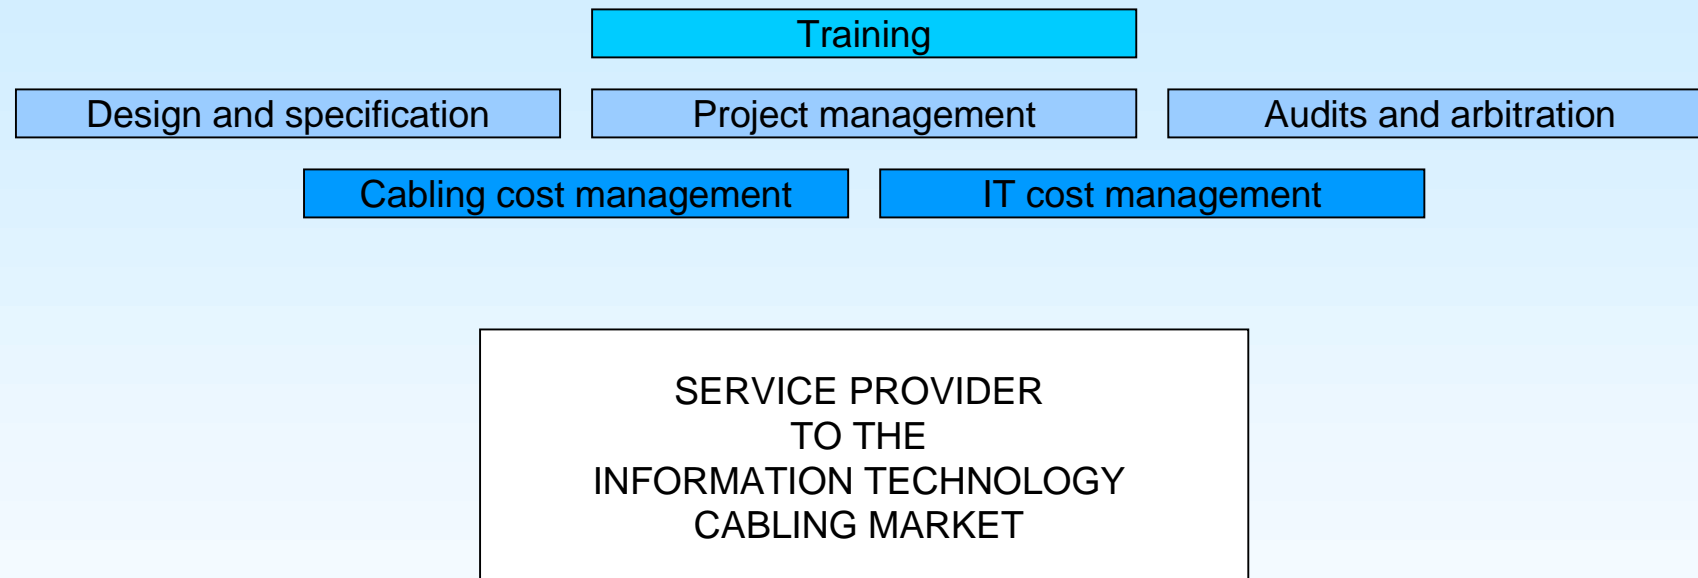 Training
Design and specification
Project management
Audits and arbitration
Cabling cost management
IT cost management
SERVICE PROVIDER
TO THE
INFORMATION TECHNOLOGY
CABLING MARKET